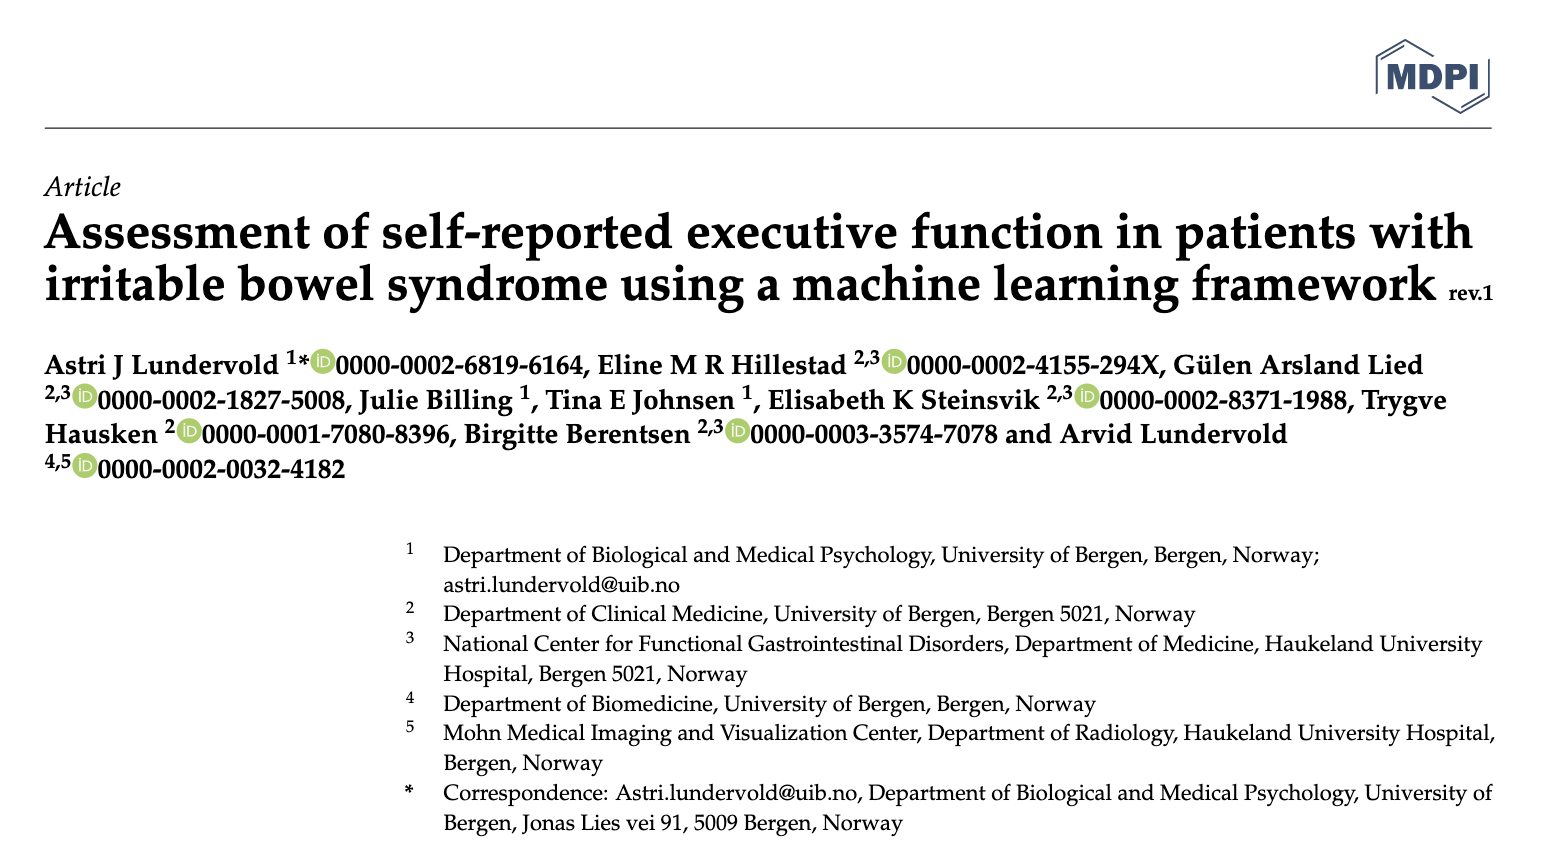 MDPI
Article
Assessment of self-reported executive function in patients with
irritable bowel syndrome using a machine learning framework rev.1
Astri J Lundervold 1* iD 0000-0002-6819-6164, Eline M R Hillestad 2,3 iD 0000-0002-4155-294X, Gülen Arsland Lied
2,3 iD 0000-0002-1827-5008, Julie Billing 1, Tina E Johnsen 1, Elisabeth K Steinsvik 2,3 iD 0000-0002-8371-1988, Trygve
Hausken 2 iD 0000-0001-7080-8396, Birgitte Berentsen 2,3 iD 0000-0003-3574-7078 and Arvid Lundervold
4,5 iD 0000-0002-0032-4182
1 Department of Biological and Medical Psychology, University of Bergen, Bergen, Norway;
astri.lundervold@uib.no
2 Department of Clinical Medicine, University of Bergen, Bergen 5021, Norway
3 National Center for Functional Gastrointestinal Disorders, Department of Medicine, Haukeland University
Hospital, Bergen 5021, Norway
4 Department of Biomedicine, University of Bergen, Bergen, Norway
5 Mohn Medical Imaging and Visualization Center, Department of Radiology, Haukeland University Hospital,
Bergen, Norway
* Correspondence: Astri.lundervold@uib.no, Department of Biological and Medical Psychology, University of
Bergen, Jonas Lies vei 91, 5009 Bergen, Norway